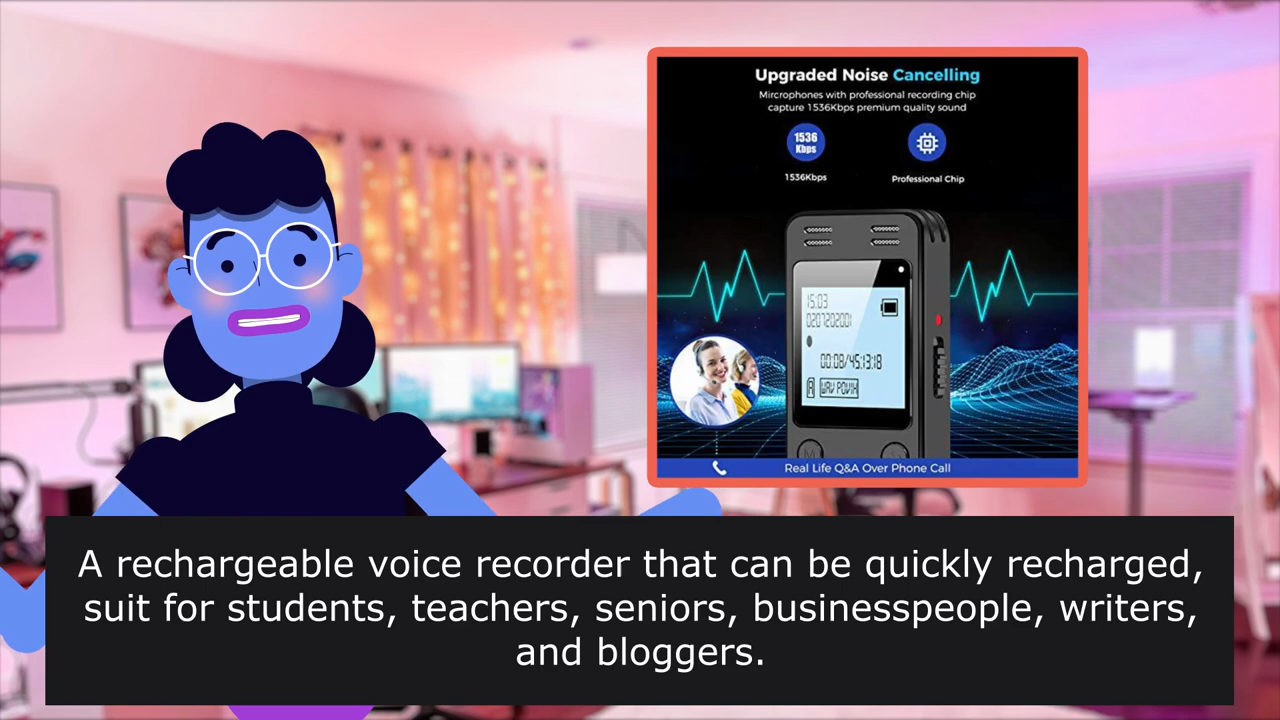 Upgraded Noise Cancelling
Mircrophones with professional recording chip
capture 1536Kbps premium quality sound
1536
Kbps
1536Kbps
Professional Chip
15:03
00:08/45:13:18
Real Life Q&A Over Phone Call
A rechargeable voice recorder that can be quickly recharged,
suit for students, teachers, seniors, businesspeople, writers,
and bloggers.